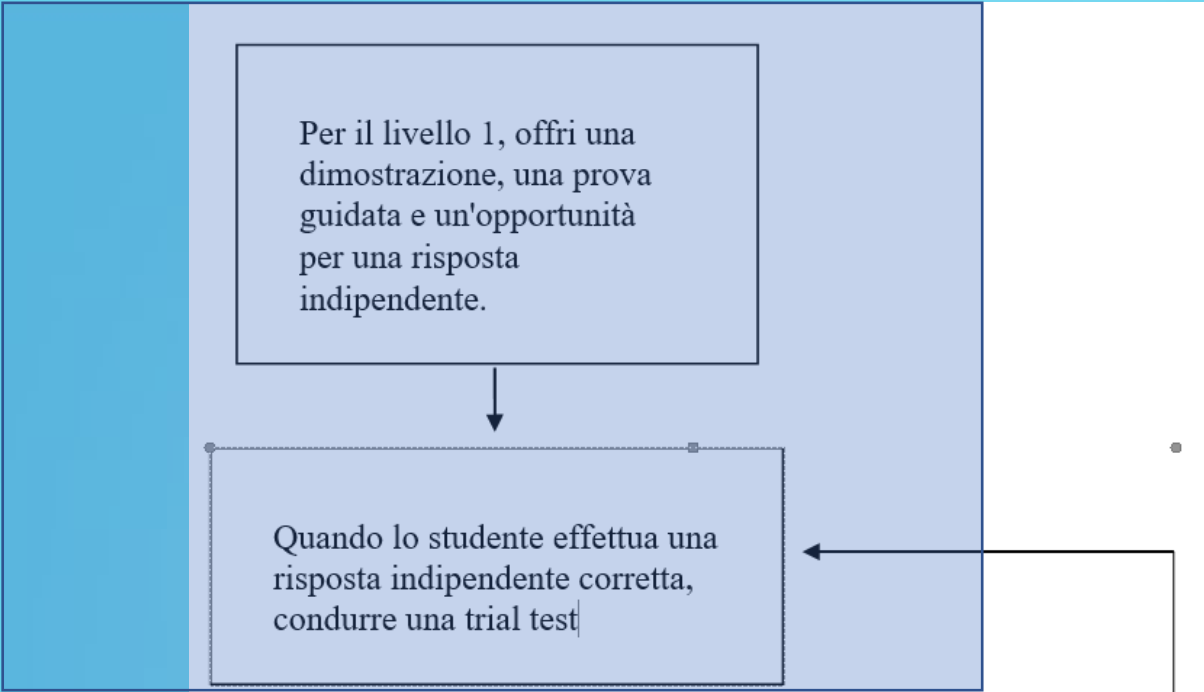 Per il livello 1, offri una
dimostrazione, una prova
guidata e un'opportunità
per una risposta
indipendente.
Quando lo studente effettua una
risposta indipendente corretta,
condurre una trial test